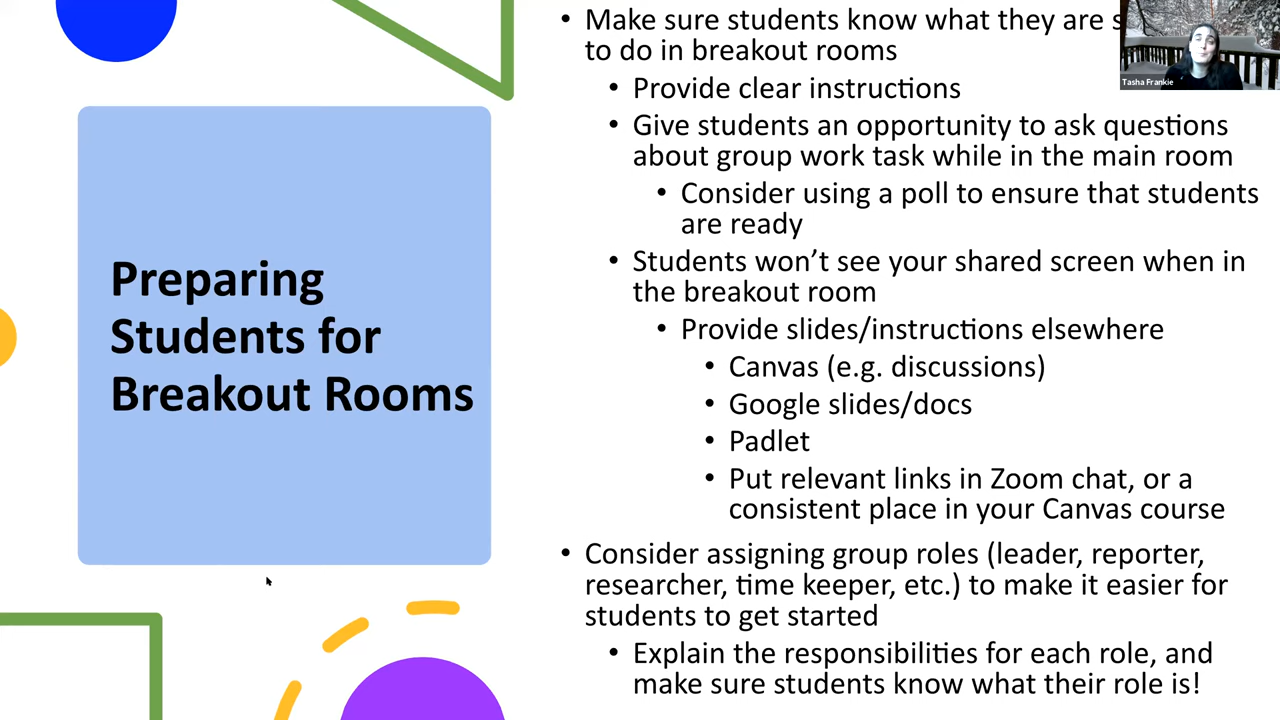 Preparing
Students for
Breakout Rooms
• Make sure students know what they are
to do in breakout rooms
• Provide clear instructions
• Give students an opportunity to ask questions
about group work task while in the main room
• Consider using a poll to ensure that students
are ready
• Students won’t see your shared screen when in
the breakout room
• Provide slides/instructions elsewhere
• Canvas (e.g. discussions)
• Google slides/docs
• Padlet
• Put relevant links in Zoom chat, or a
consistent place in your Canvas course
• Consider assigning group roles (leader, reporter,
researcher, time keeper, etc.) to make it easier for
students to get started
• Explain the responsibilities for each role, and
make sure students know what their role is!
Tasha Frankie